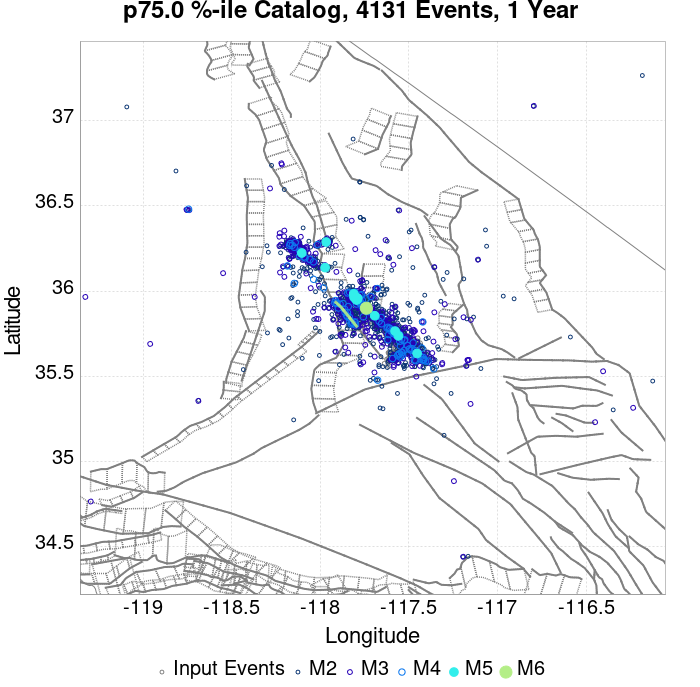 p75.0 %-ile Catalog, 4131 Events, 1 Year
37
36.5
36
35.5
35
34.5
Latitude
-119 -118.5 -118 -117.5 -117 -116.5
Longitude
Input Events M2 M3 M4 M5 M6